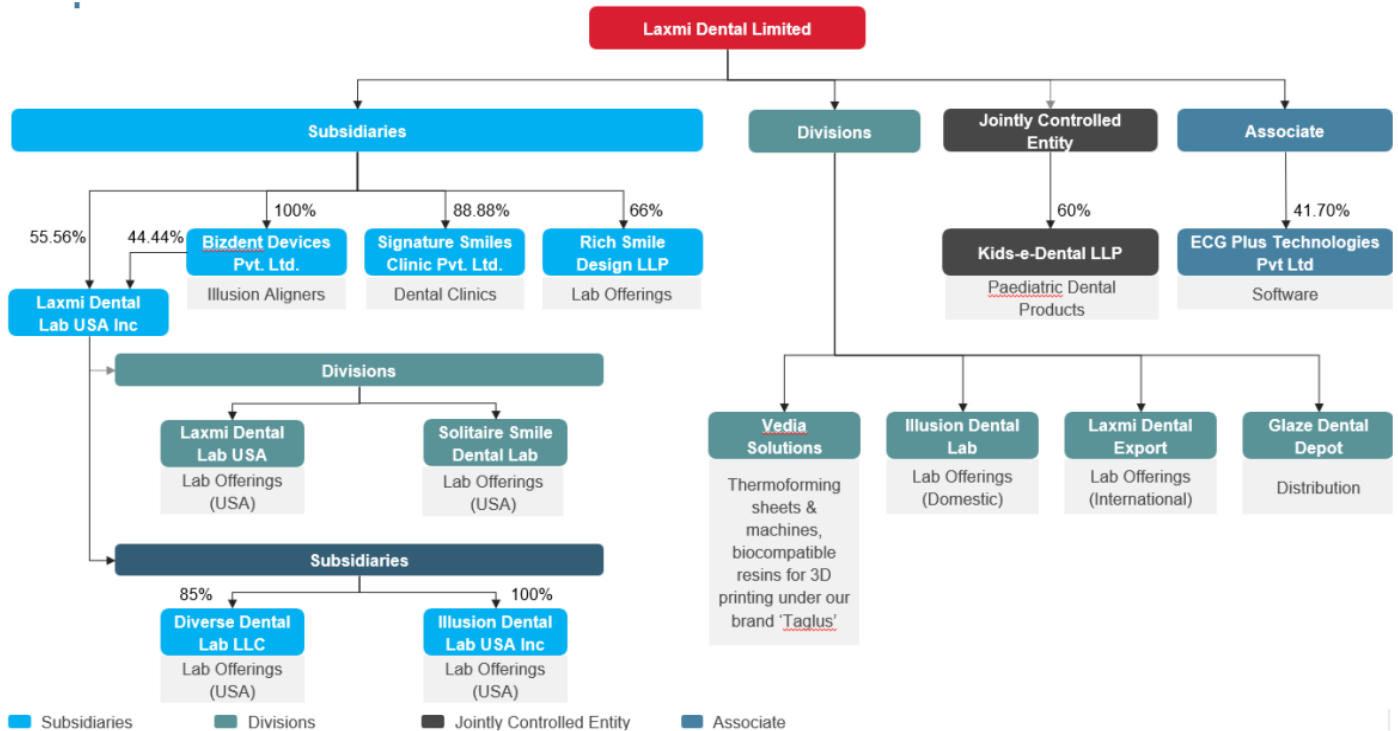 Laxmi Dental Limited
Subsidiaries
Divisions
Jointly Controlled
Entity
Associate
55.56%
44.44%
100%
88.88%
66%
60%
41.70%
Bizdent Devices
Pvt. Ltd.
Illusion Aligners
Signature Smiles
Clinic Pvt. Ltd.
Dental Clinics
Rich Smile
Design LLP
Lab Offerings
Kids-e-Dental LLP
Paediatric Dental
Products
ECG Plus Technologies
Pvt Ltd
Software
Laxmi Dental
Lab USA Inc
Divisions
Laxmi Dental
Lab USA
Lab Offerings
(USA)
Solitaire Smile
Dental Lab
Lab Offerings
(USA)
Vedia
Solutions
Thermoforming
sheets &
machines,
biocompatible
resins for 3D
printing under our
brand ‘Taglus’
Illusion Dental
Lab
Lab Offerings
(Domestic)
Laxmi Dental
Export
Lab Offerings
(International)
Glaze Dental
Depot
Distribution
Subsidiaries
85%
100%
Diverse Dental
Lab LLC
Lab Offerings
(USA)
Illusion Dental
Lab USA Inc
Lab Offerings
(USA)
Subsidiaries
Divisions
Jointly Controlled Entity
Associate